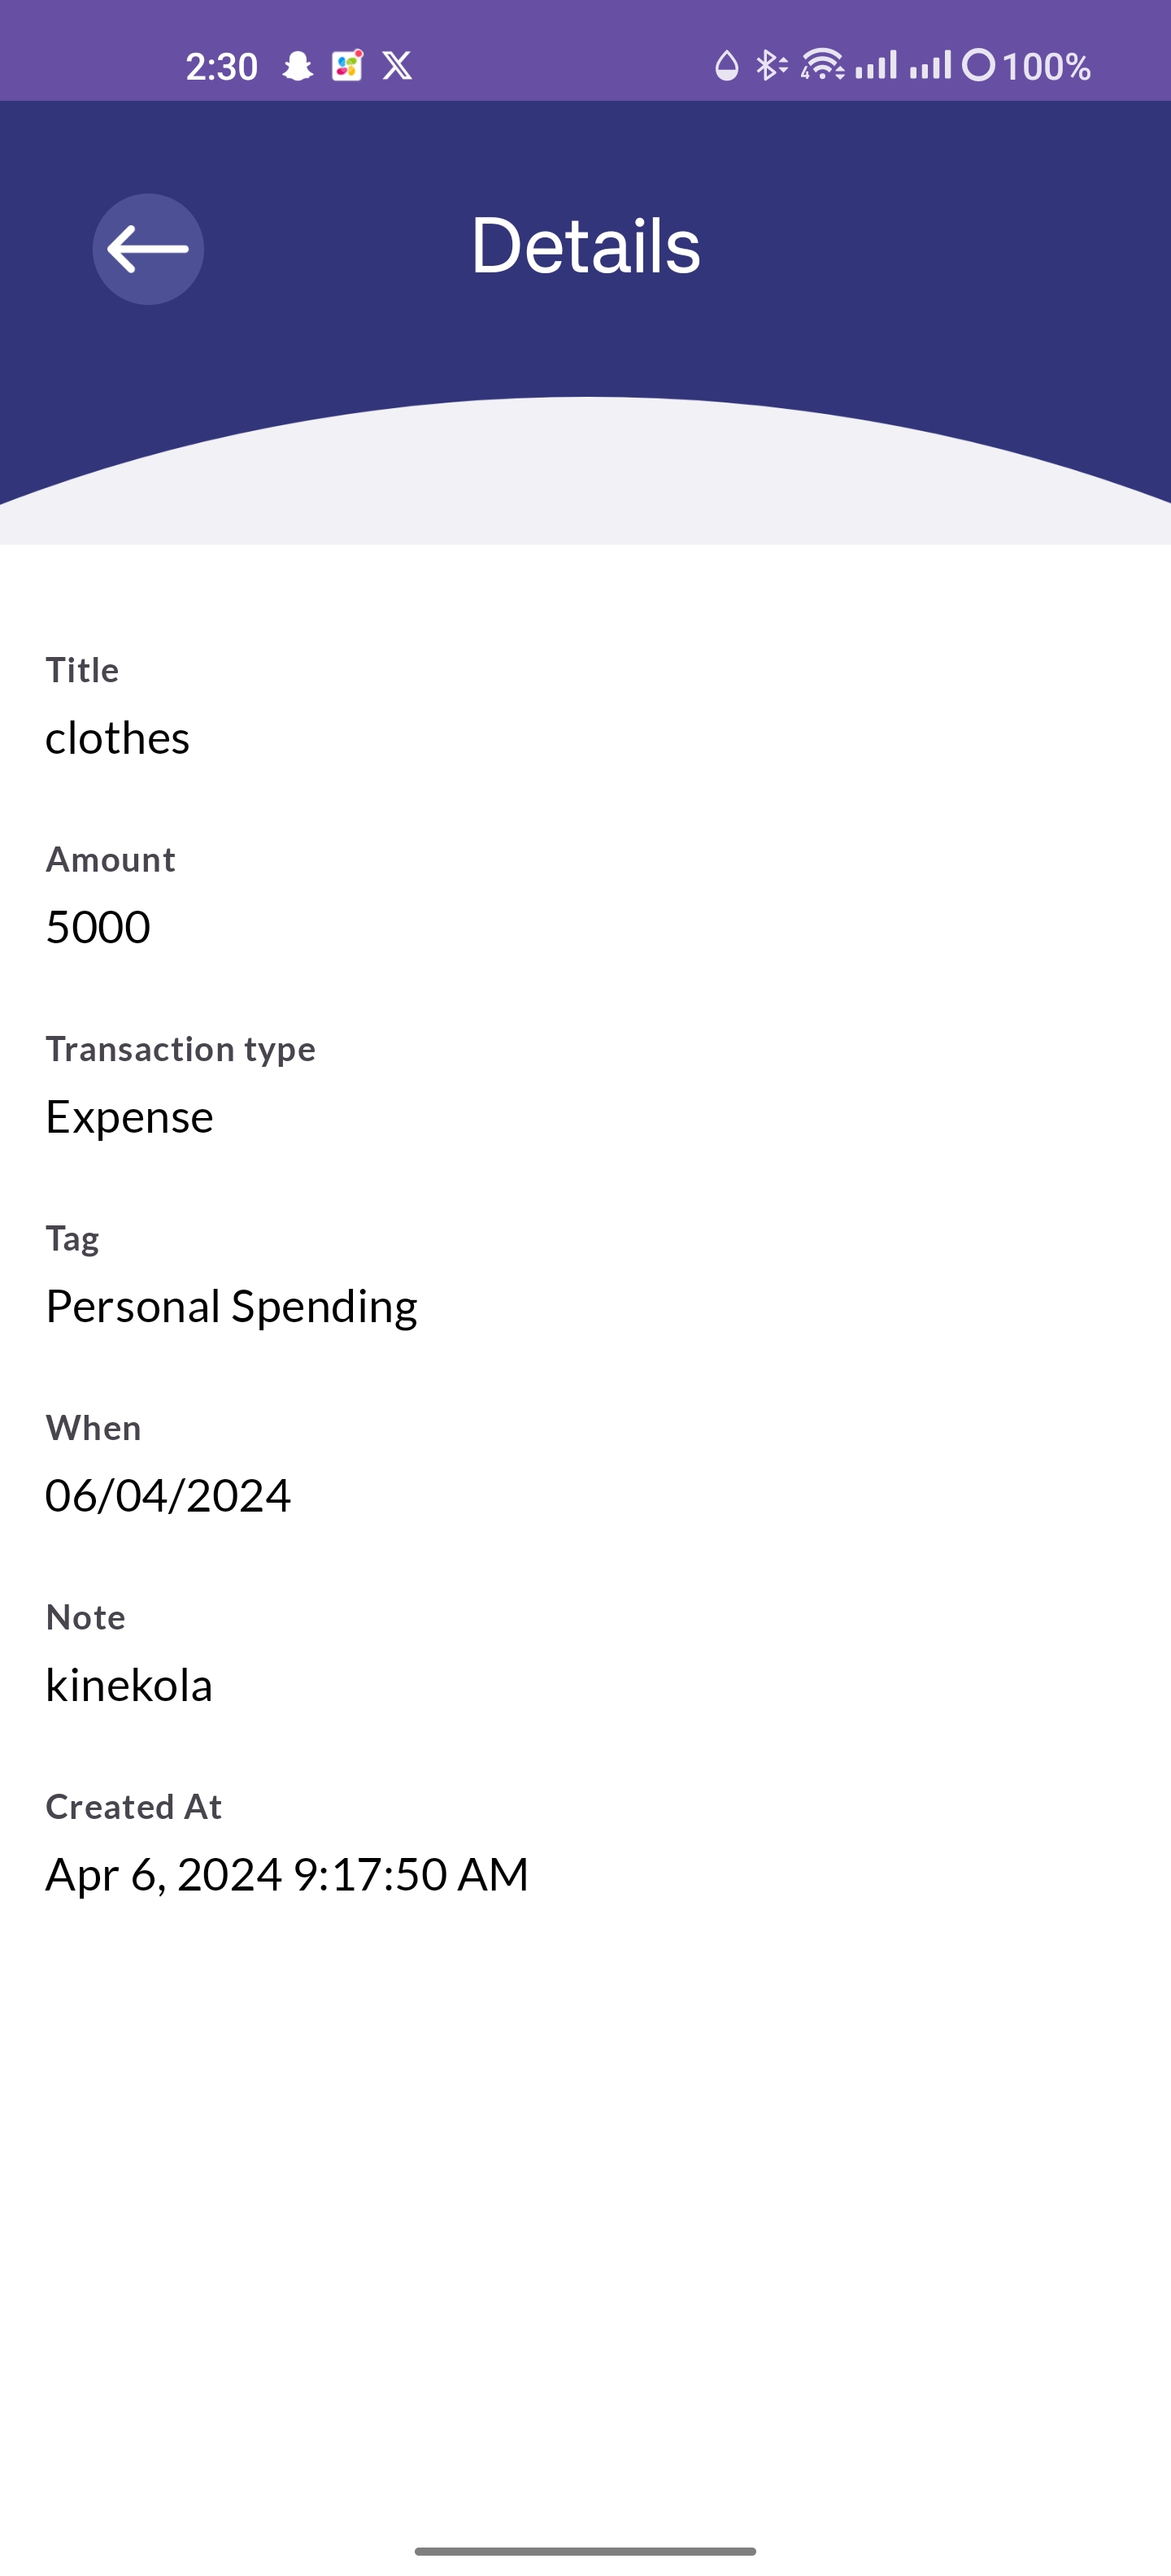 2:30
100%
Details
Title
clothes
Amount
5000
Transaction type
Expense
Tag
Personal Spending
When
06/04/2024
Note
kinekola
Created At
Apr 6, 2024 9:17:50 AM